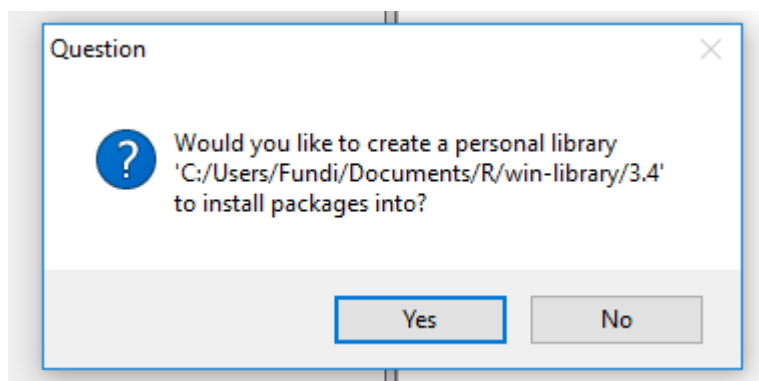 Question
?
Would you like to create a personal library
'C:/Users/Fundi/Documents/R/win-library/3.4'
to install packages into?
Yes No